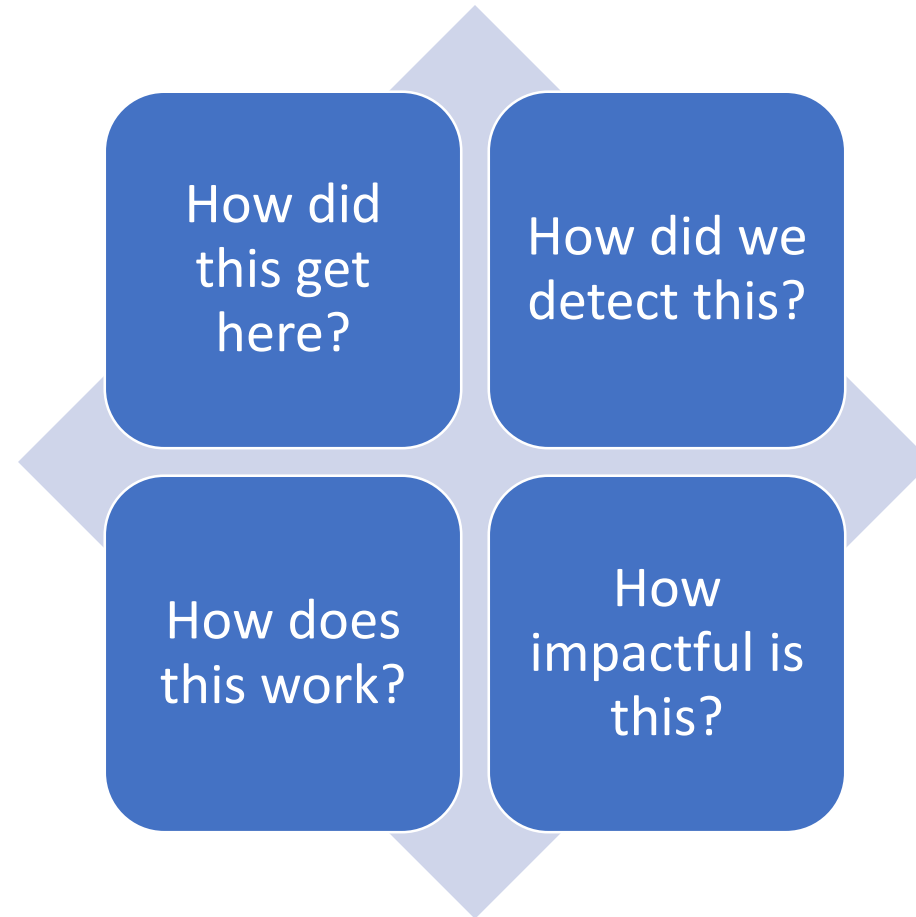 How did
this get
here?
How did we
detect this?
How does
this work?
How
impactful is
this?